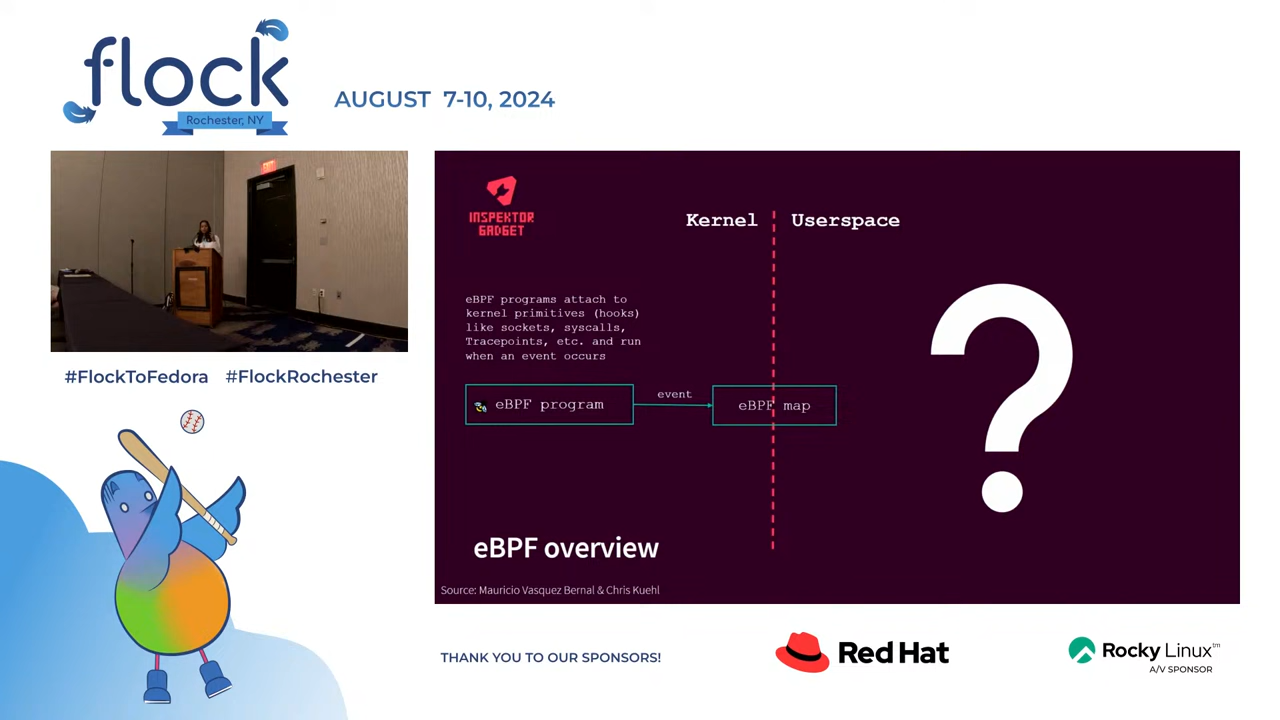 flock
Rochester, NY
AUGUST 7-10, 2024
#FlockToFedora #FlockRochester
INSPEKTOR
GADGET
Kernel
Userspace
eBPF programs attach to
kernel primitives (hooks)
like sockets, syscalls,
Tracepoints, etc. and run
when an event occurs
eBPF program
event
eBPF map
?
eBPF overview
Source: Mauricio Vasquez Bernal & Chris Kuehl
THANK YOU TO OUR SPONSORS!
Red Hat
Rocky Linux™
A/V SPONSOR